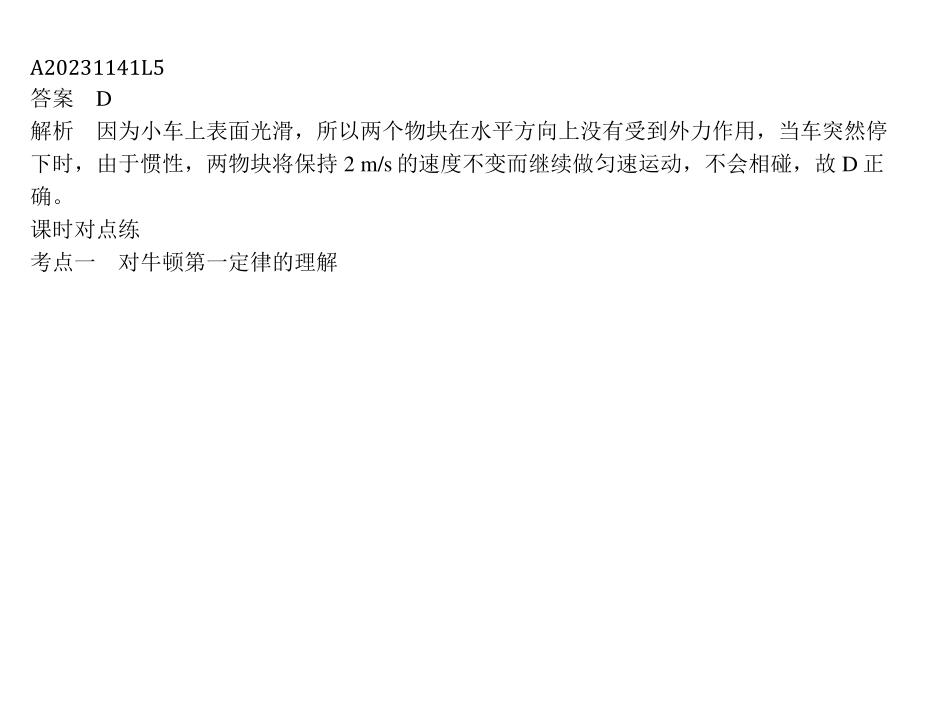 A20231141L5
答案　D
解析　因为小车上表面光滑，所以两个物块在水平方向上没有受到外力作用，当车突然停
下时，由于惯性，两物块将保持 2 m/s 的速度不变而继续做匀速运动，不会相碰，故 D 正
确。
课时对点练
考点一　对牛顿第一定律的理解